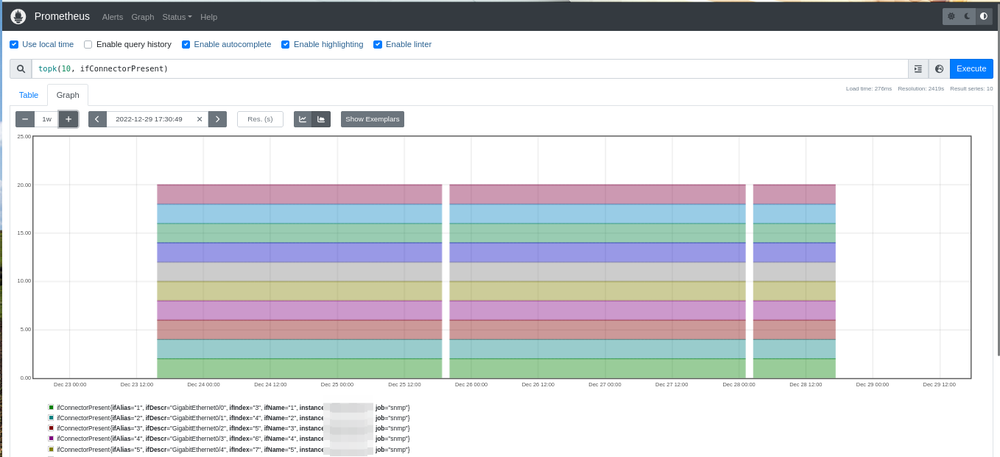 Prometheus Alerts Graph Status Help
Use local time Enable query history Enable autocomplete Enable highlighting Enable linter
topk(10, ifConnectorPresent) Execute
Load time: 276ms Resolution: 2419s Result series: 10
Table Graph
− 1w + 2022-12-29 17:30:49 × Res. (s) Show Exemplars
25.00
20.00
15.00
10.00
5.00
0.00
Dec 23 00:00 Dec 23 12:00 Dec 24 00:00 Dec 24 12:00 Dec 25 00:00 Dec 25 12:00 Dec 26 00:00 Dec 26 12:00 Dec 27 00:00 Dec 27 12:00 Dec 28 00:00 Dec 28 12:00 Dec 29 00:00 Dec 29 12:00
ifConnectorPresent{ifAlias="1", ifDescr="GigabitEthernet0/0", ifIndex="3", ifName="1", instance job="snmp"}
ifConnectorPresent{ifAlias="2", ifDescr="GigabitEthernet0/1", ifIndex="4", ifName="2", instance job="snmp"}
ifConnectorPresent{ifAlias="3", ifDescr="GigabitEthernet0/2", ifIndex="5", ifName="3", instance job="snmp"}
ifConnectorPresent{ifAlias="4", ifDescr="GigabitEthernet0/3", ifIndex="6", ifName="4", instance job="snmp"}
ifConnectorPresent{ifAlias="5", ifDescr="GigabitEthernet0/4", ifIndex="7", ifName="5", instance job="snmp"}